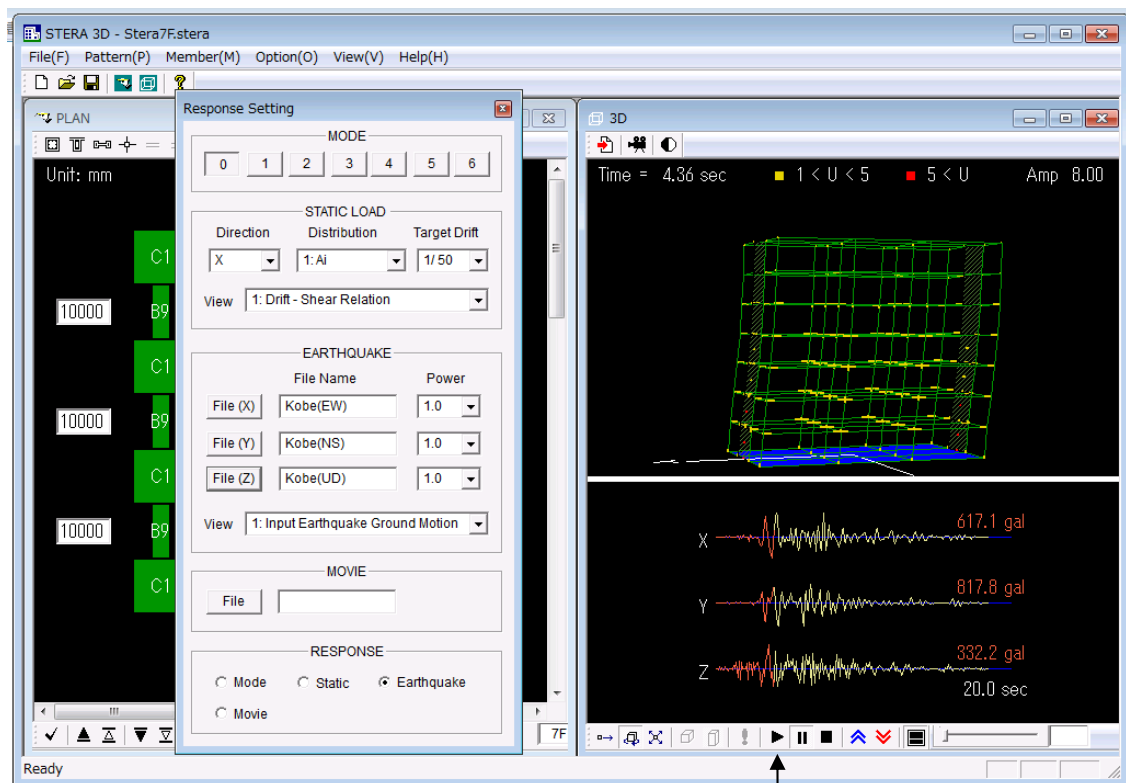 STERA 3D - Stera7F.stera
File(F) Pattern(P) Member(M) Option(O) View(V) Help(H)
PLAN
Unit: mm
C1
10000 B9
C1
10000 B9
C1
10000 B9
C1
7F
Response Setting
MODE
0 1 2 3 4 5 6
STATIC LOAD
Direction Distribution Target Drift
X 1: Ai 1/ 50
View 1: Drift - Shear Relation
EARTHQUAKE
File Name Power
File (X) Kobe(EW) 1.0
File (Y) Kobe(NS) 1.0
File (Z) Kobe(UD) 1.0
View 1: Input Earthquake Ground Motion
MOVIE
File
RESPONSE
Mode Static Earthquake
Movie
3D
Time = 4.36 sec 1 < U < 5 5 < U Amp 8.00
X 617.1 gal
Y 817.8 gal
Z 332.2 gal
20.0 sec
Ready